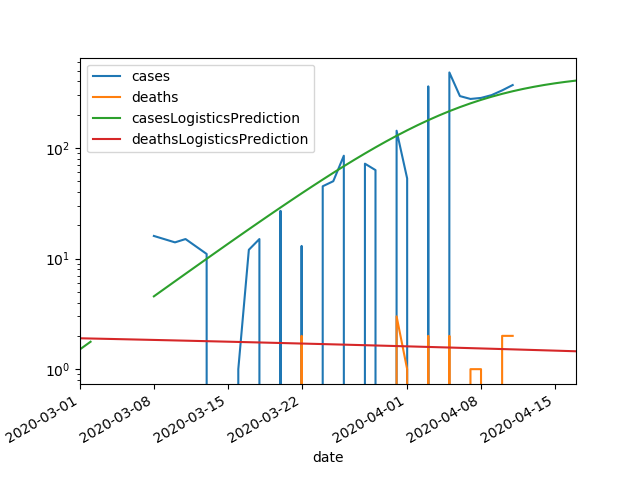 cases
deaths
casesLogisticsPrediction
deathsLogisticsPrediction
10²
10¹
10⁰
2020-03-01
2020-03-08
2020-03-15
2020-03-22
2020-04-01
2020-04-08
2020-04-15
date